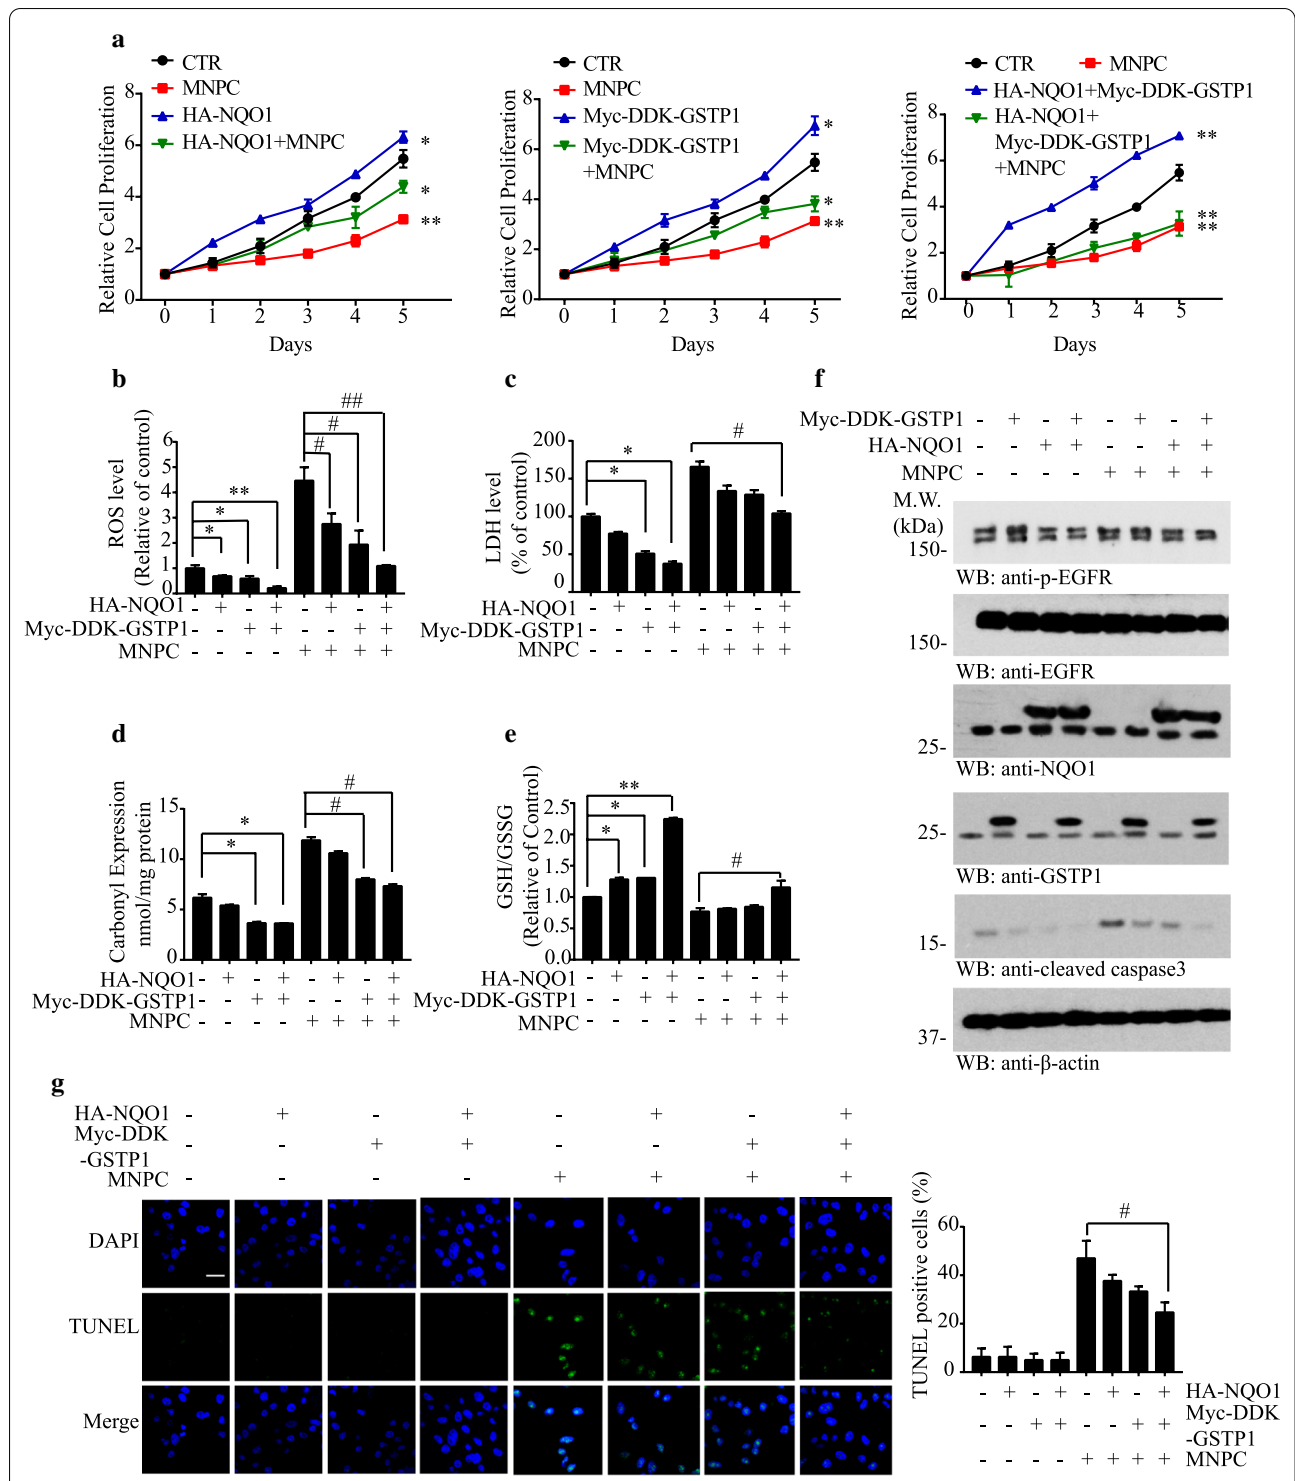 a
CTR
MNPC
HA-NQO1
HA-NQO1+MNPC
Relative Cell Proliferation
8
6
4
2
0
*
*
**
0 1 2 3 4 5
Days
CTR
MNPC
Myc-DDK-GSTP1
Myc-DDK-GSTP1
+MNPC
Relative Cell Proliferation
8
6
4
2
0
*
*
**
0 1 2 3 4 5
Days
CTR MNPC
HA-NQO1+Myc-DDK-GSTP1
HA-NQO1+
Myc-DDK-GSTP1
+MNPC
Relative Cell Proliferation
8
6
4
2
0
**
**
**
0 1 2 3 4 5
Days
b
ROS level
(Relative of control)
6
5
4
3
2
1
0
**
*
*
##
#
#
HA-NQO1 - + - + - + - +
Myc-DDK-GSTP1 - - + + - - + +
MNPC - - - - + + + +
c
LDH level
(% of control)
200
150
100
50
0
*
*
#
HA-NQO1 - + - + - + - +
Myc-DDK-GSTP1 - - + + - - + +
MNPC - - - - + + + +
d
Carbonyl Expression
nmol/mg protein
15
10
5
0
*
*
#
#
HA-NQO1 - + - + - + - +
Myc-DDK-GSTP1 - - + + - - + +
MNPC - - - - + + + +
e
GSH/GSSG
(Relative of Control)
2.5
2.0
1.5
1.0
0.5
0.0
**
*
*
#
HA-NQO1 - + - + - + - +
Myc-DDK-GSTP1 - - + + - - + +
MNPC - - - - + + + +
f
Myc-DDK-GSTP1 - + - + - + - +
HA-NQO1 - - + + - - + +
MNPC - - - - + + + +
M.W.
(kDa)
150-
WB: anti-p-EGFR
150-
WB: anti-EGFR
25-
WB: anti-NQO1
25-
WB: anti-GSTP1
15-
WB: anti-cleaved caspase3
37-
WB: anti-β-actin
g
HA-NQO1 - + - + - + - +
Myc-DDK
-GSTP1 - - + + - - + +
MNPC - - - - + + + +
DAPI
TUNEL
Merge
TUNEL positive cells (%)
60
40
20
0
#
- + - + - + - + HA-NQO1
- - + + - - + + Myc-DDK
-GSTP1
- - - - + + + + MNPC